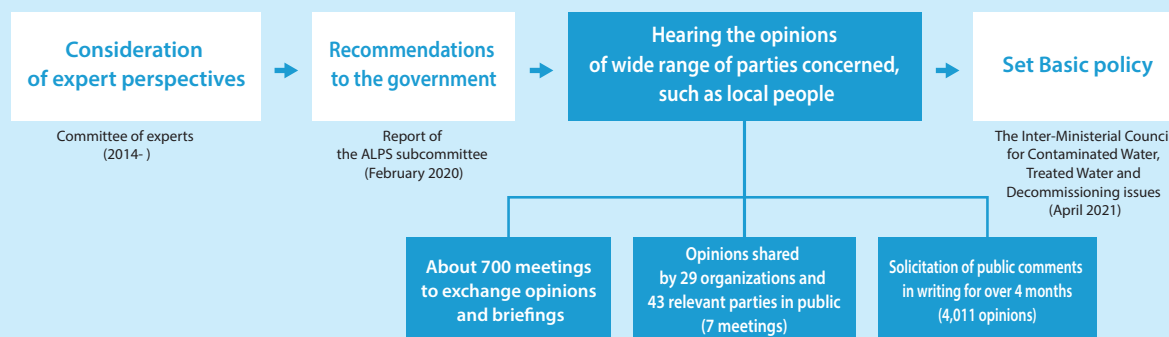 Consideration
of expert perspectives
Committee of experts
(2014- )
Recommendations
to the government
Report of
the ALPS subcommittee
(February 2020)
Hearing the opinions
of wide range of parties concerned,
such as local people
Set Basic policy
The Inter-Ministerial Counci
for Contaminated Water,
Treated Water and
Decommissioning issues
(April 2021)
About 700 meetings
to exchange opinions
and briefings
Opinions shared
by 29 organizations and
43 relevant parties in public
(7 meetings)
Solicitation of public comments
in writing for over 4 months
(4,011 opinions)